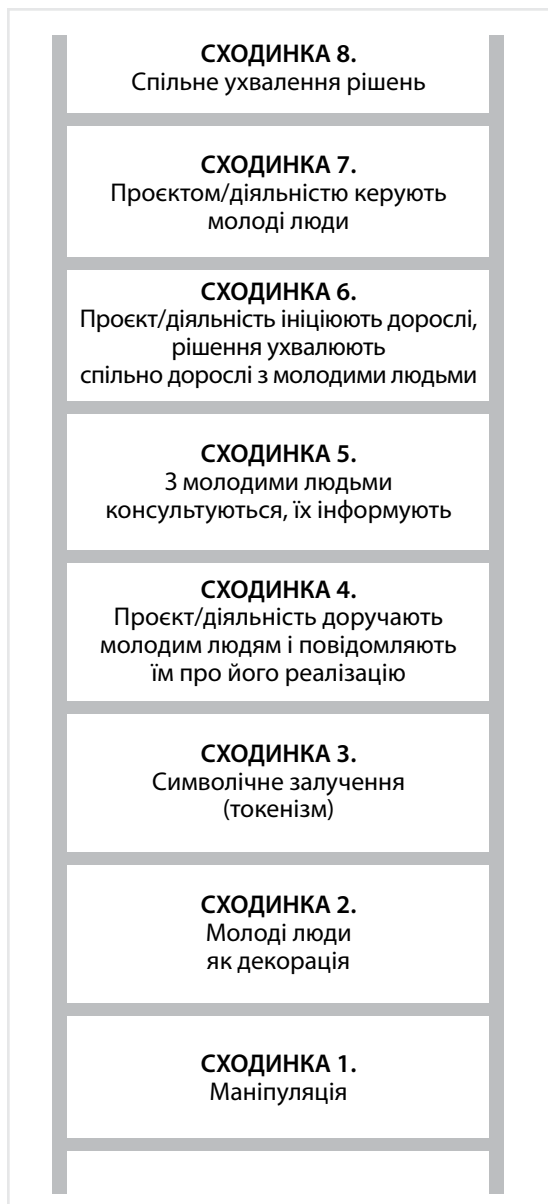 СХОДИНКА 8.
Спільне ухвалення рішень
СХОДИНКА 7.
Проєктом/діяльністю керують
молоді люди
СХОДИНКА 6.
Проєкт/діяльність ініціюють дорослі,
рішення ухвалюють
спільно дорослі з молодими людьми
СХОДИНКА 5.
З молодими людьми
консультуються, їх інформують
СХОДИНКА 4.
Проєкт/діяльність доручають
молодим людям і повідомляють
їм про його реалізацію
СХОДИНКА 3.
Символічне залучення
(токенізм)
СХОДИНКА 2.
Молоді люди
як декорація
СХОДИНКА 1.
Маніпуляція